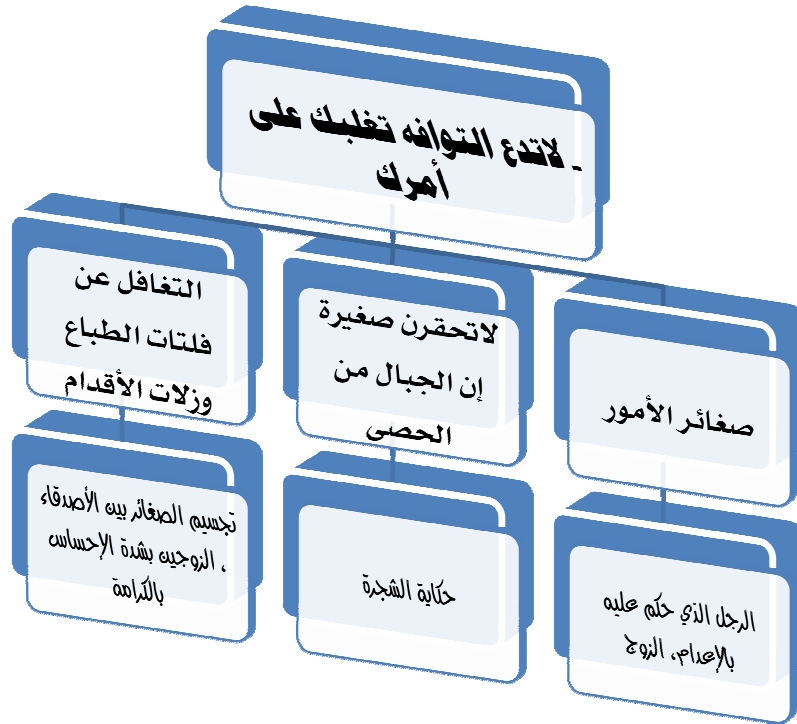 ـ لاتدع التوافه تغلبك على
أمرك
صغائر الأمور
لاتحقرن صغيرة
إن الجبال من
الحصى
التغافل عن
فلتات الطباع
وزلات الأقدام
الرجل الذي حكم عليه
بالإعدام، الزوج
حكاية الشجرة
تجسيم الصغائر بين الأصدقاء
، الزوجين بشدة الإحساس
بالكرامة